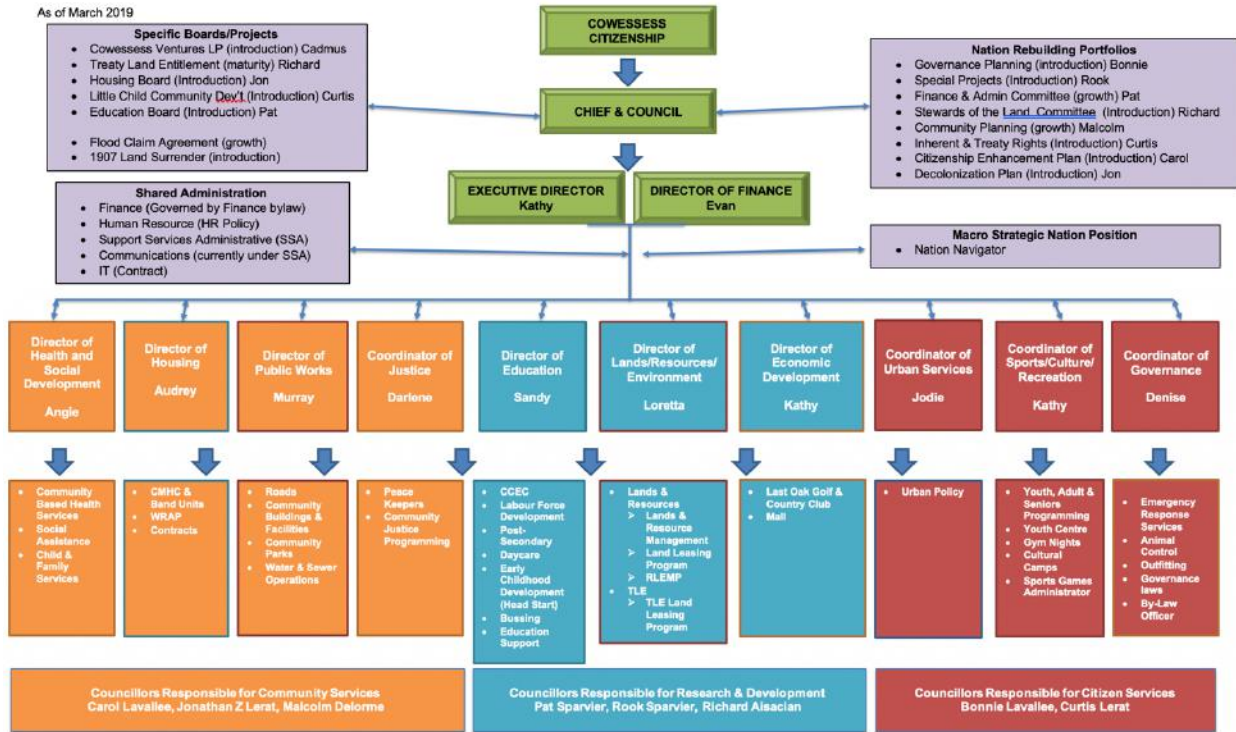 As of March 2019
Specific Boards/Projects
• Cowessess Ventures LP (introduction) Cadmus
• Treaty Land Entitlement (maturity) Richard
• Housing Board (Introduction) Jon
• Little Child Community Dev't (Introduction) Curtis
• Education Board (Introduction) Pat
• Flood Claim Agreement (growth)
• 1907 Land Surrender (introduction)
COWESSESS
CITIZENSHIP
CHIEF & COUNCIL
Nation Rebuilding Portfolios
• Governance Planning (introduction) Bonnie
• Special Projects (Introduction) Rook
• Finance & Admin Committee (growth) Pat
• Stewards of the Land Committee (Introduction) Richard
• Community Planning (growth) Malcolm
• Inherent & Treaty Rights (Introduction) Curtis
• Citizenship Enhancement Plan (Introduction) Carol
• Decolonization Plan (Introduction) Jon
Shared Administration
• Finance (Governed by Finance bylaw)
• Human Resource (HR Policy)
• Support Services Administrative (SSA)
• Communications (currently under SSA)
• IT (Contract)
EXECUTIVE DIRECTOR
Kathy
DIRECTOR OF FINANCE
Evan
Macro Strategic Nation Position
• Nation Navigator
Director of
Health and
Social
Development
Angie
Director of
Housing
Audrey
Director of
Public Works
Murray
Coordinator of
Justice
Darlene
Director of
Education
Sandy
Director of
Lands/Resources/
Environment
Loretta
Director of
Economic
Development
Kathy
Coordinator of
Urban Services
Jodie
Coordinator of
Sports/Culture/
Recreation
Kathy
Coordinator of
Governance
Denise
• Community
Based Health
Services
• Social
Assistance
• Child &
Family
Services
• CMHC &
Band Units
• WRAP
• Contracts
• Roads
• Community
Buildings &
Facilities
• Community
Parks
• Water & Sewer
Operations
• Peace
Keepers
• Community
Justice
Programming
• CCEC
• Labour Force
Development
• Post-
Secondary
• Daycare
• Early
Childhood
Development
(Head Start)
• Bussing
• Education
Support
• Lands &
Resources
➢ Lands &
Resource
Management
➢ Land Leasing
Program
➢ RLEMP
• TLE
➢ TLE Land
Leasing
Program
• Last Oak Golf &
Country Club
• Mall
• Urban Policy
• Youth, Adult &
Seniors
Programming
• Youth Centre
• Gym Nights
• Cultural
Camps
• Sports Games
Administrator
• Emergency
Response
Services
• Animal
Control
• Outfitting
• Governance
laws
• By-Law
Officer
Councillors Responsible for Community Services
Carol Lavallee, Jonathan Z Lerat, Malcolm Delorme
Councillors Responsible for Research & Development
Pat Sparvier, Rook Sparvier, Richard Aisacian
Councillors Responsible for Citizen Services
Bonnie Lavallee, Curtis Lerat